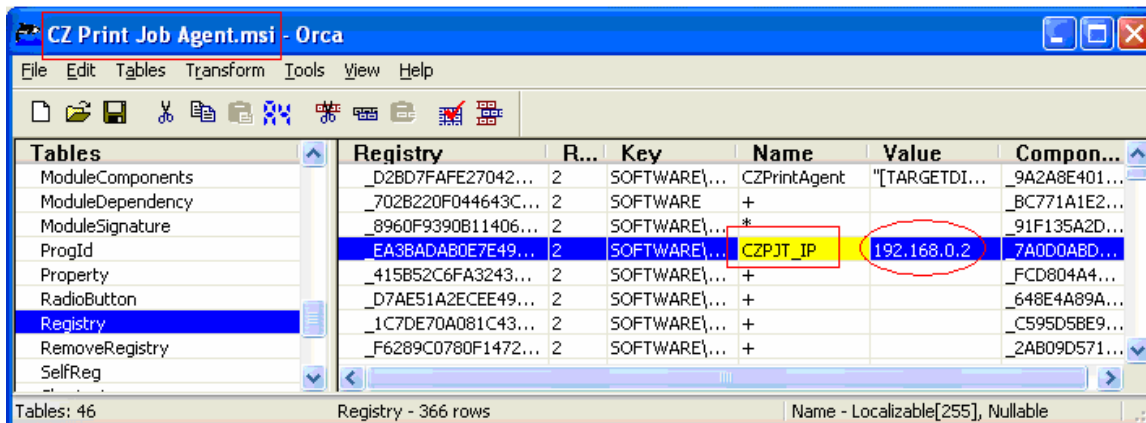 CZ Print Job Agent.msi - Orca
File Edit Tables Transform Tools View Help
Tables Registry R... Key Name Value Compon...
ModuleComponents _D2BD7FAFE27042... 2 SOFTWARE\... CZPrintAgent "[TARGETDI... _9A2A8E401...
ModuleDependency _702B220F044643C... 2 SOFTWARE + _BC771A1E2...
ModuleSignature _8960F9390B11406... 2 SOFTWARE\... * _91F135A2D...
ProgId _EA3BADAB0E7E49... 2 SOFTWARE\... CZPJT_IP 192.168.0.2 _7A0D0ABD...
Property _415B52C6FA3243... 2 SOFTWARE\... + _FCD804A4...
RadioButton _D7AE51A2ECEE49... 2 SOFTWARE\... + _648E4A89A...
Registry _1C7DE70A081C43... 2 SOFTWARE\... + _C595D5BE9...
RemoveRegistry _F6289C0780F1472... 2 SOFTWARE\... + _2AB09D571...
SelfReg
Tables: 46 Registry - 366 rows Name - Localizable[255], Nullable